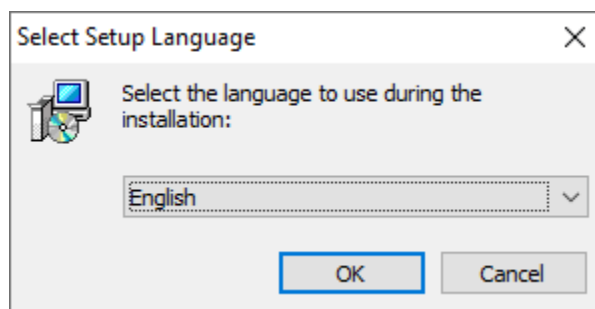 Select Setup Language
Select the language to use during the
installation:
English
OK
Cancel